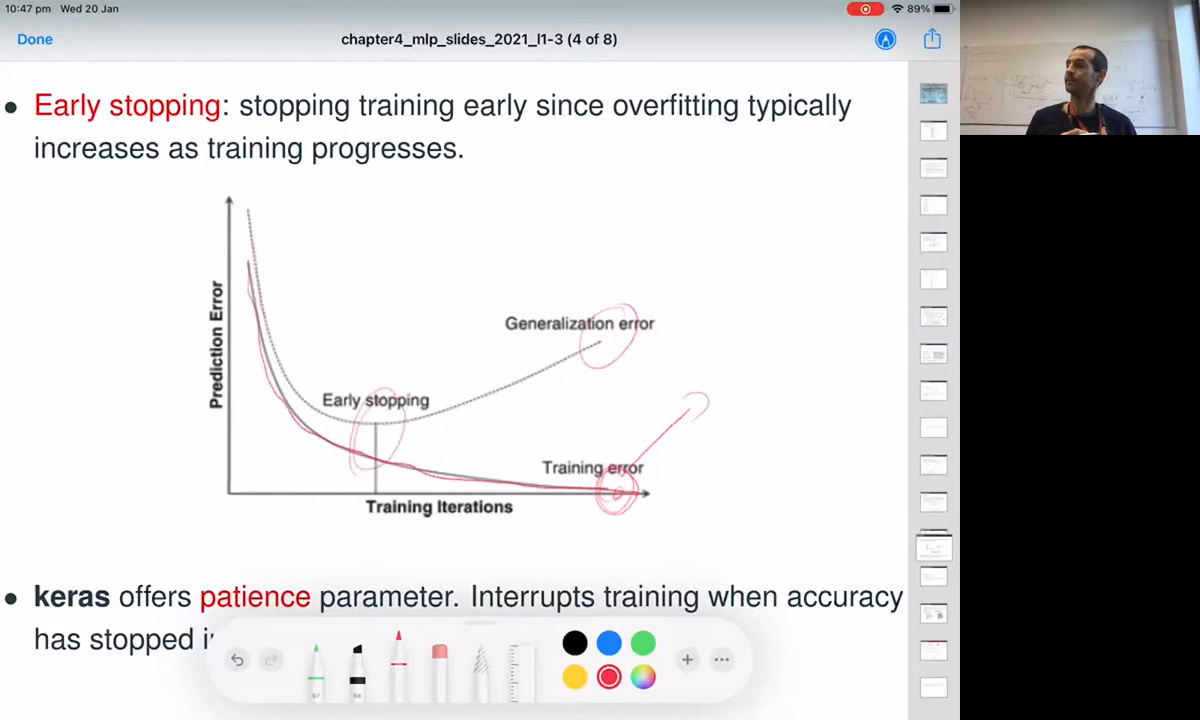 10:47 pm Wed 20 Jan
89%
Done
chapter4_mlp_slides_2021_l1-3 (4 of 8)
• Early stopping: stopping training early since overfitting typically
increases as training progresses.
Prediction Error
Generalization error
Early stopping
Training error
Training Iterations
• keras offers patience parameter. Interrupts training when accuracy
has stopped